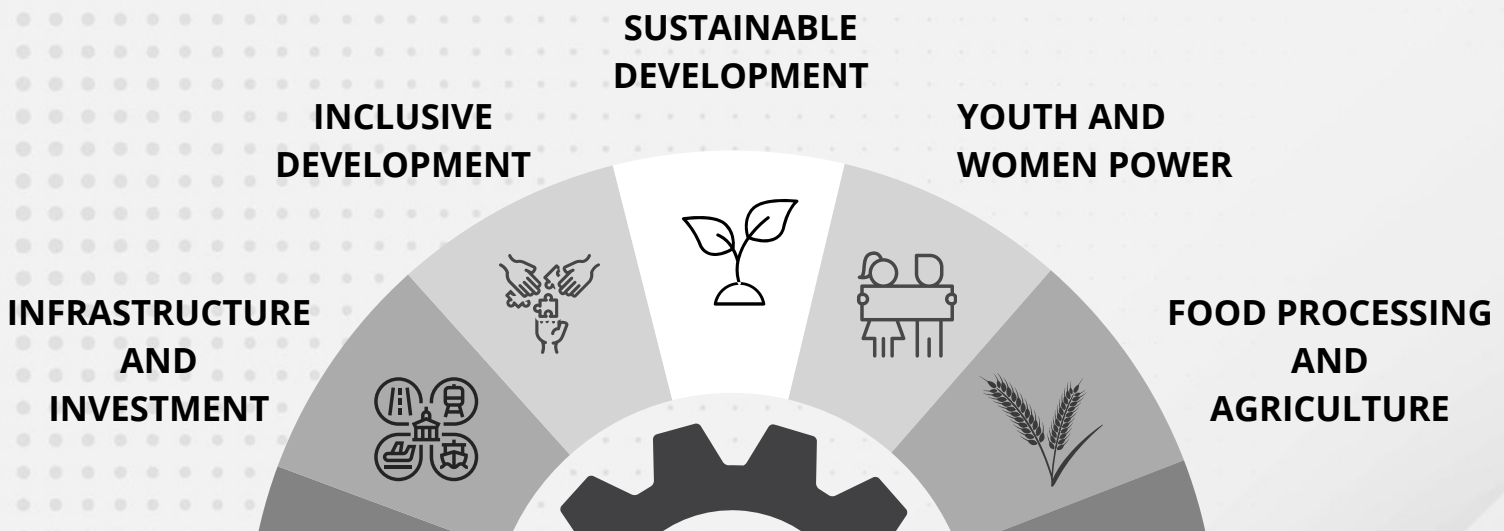 SUSTAINABLE
DEVELOPMENT
INCLUSIVE
DEVELOPMENT
YOUTH AND
WOMEN POWER
INFRASTRUCTURE
AND
INVESTMENT
FOOD PROCESSING
AND
AGRICULTURE